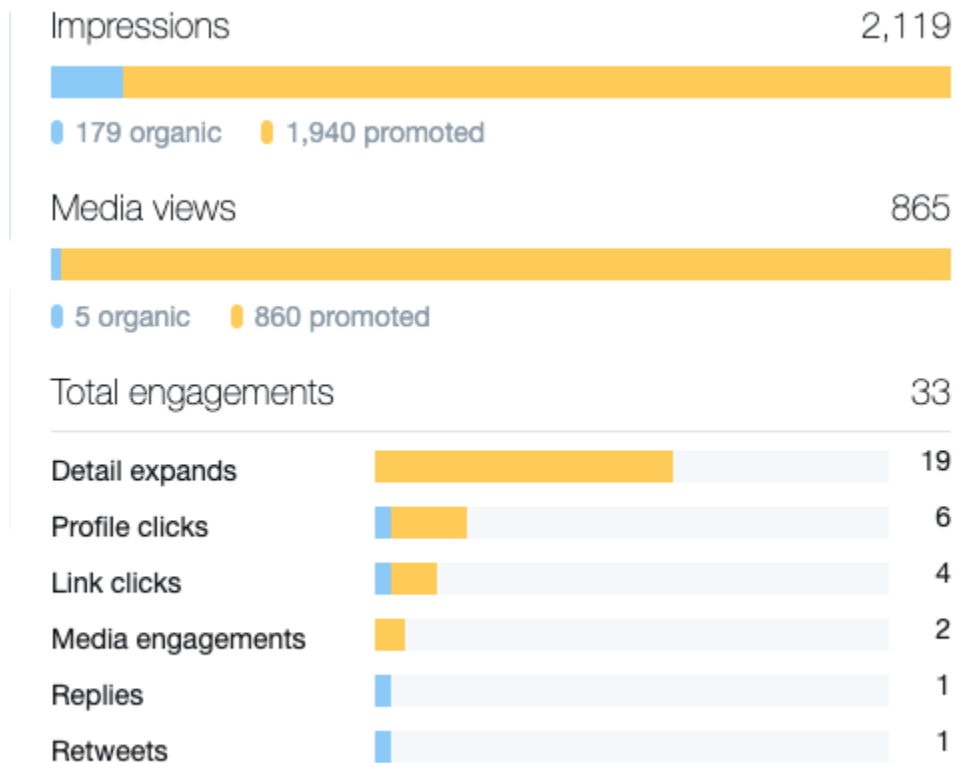 Impressions 2,119
179 organic 1,940 promoted
Media views 865
5 organic 860 promoted
Total engagements 33
Detail expands 19
Profile clicks 6
Link clicks 4
Media engagements 2
Replies 1
Retweets 1